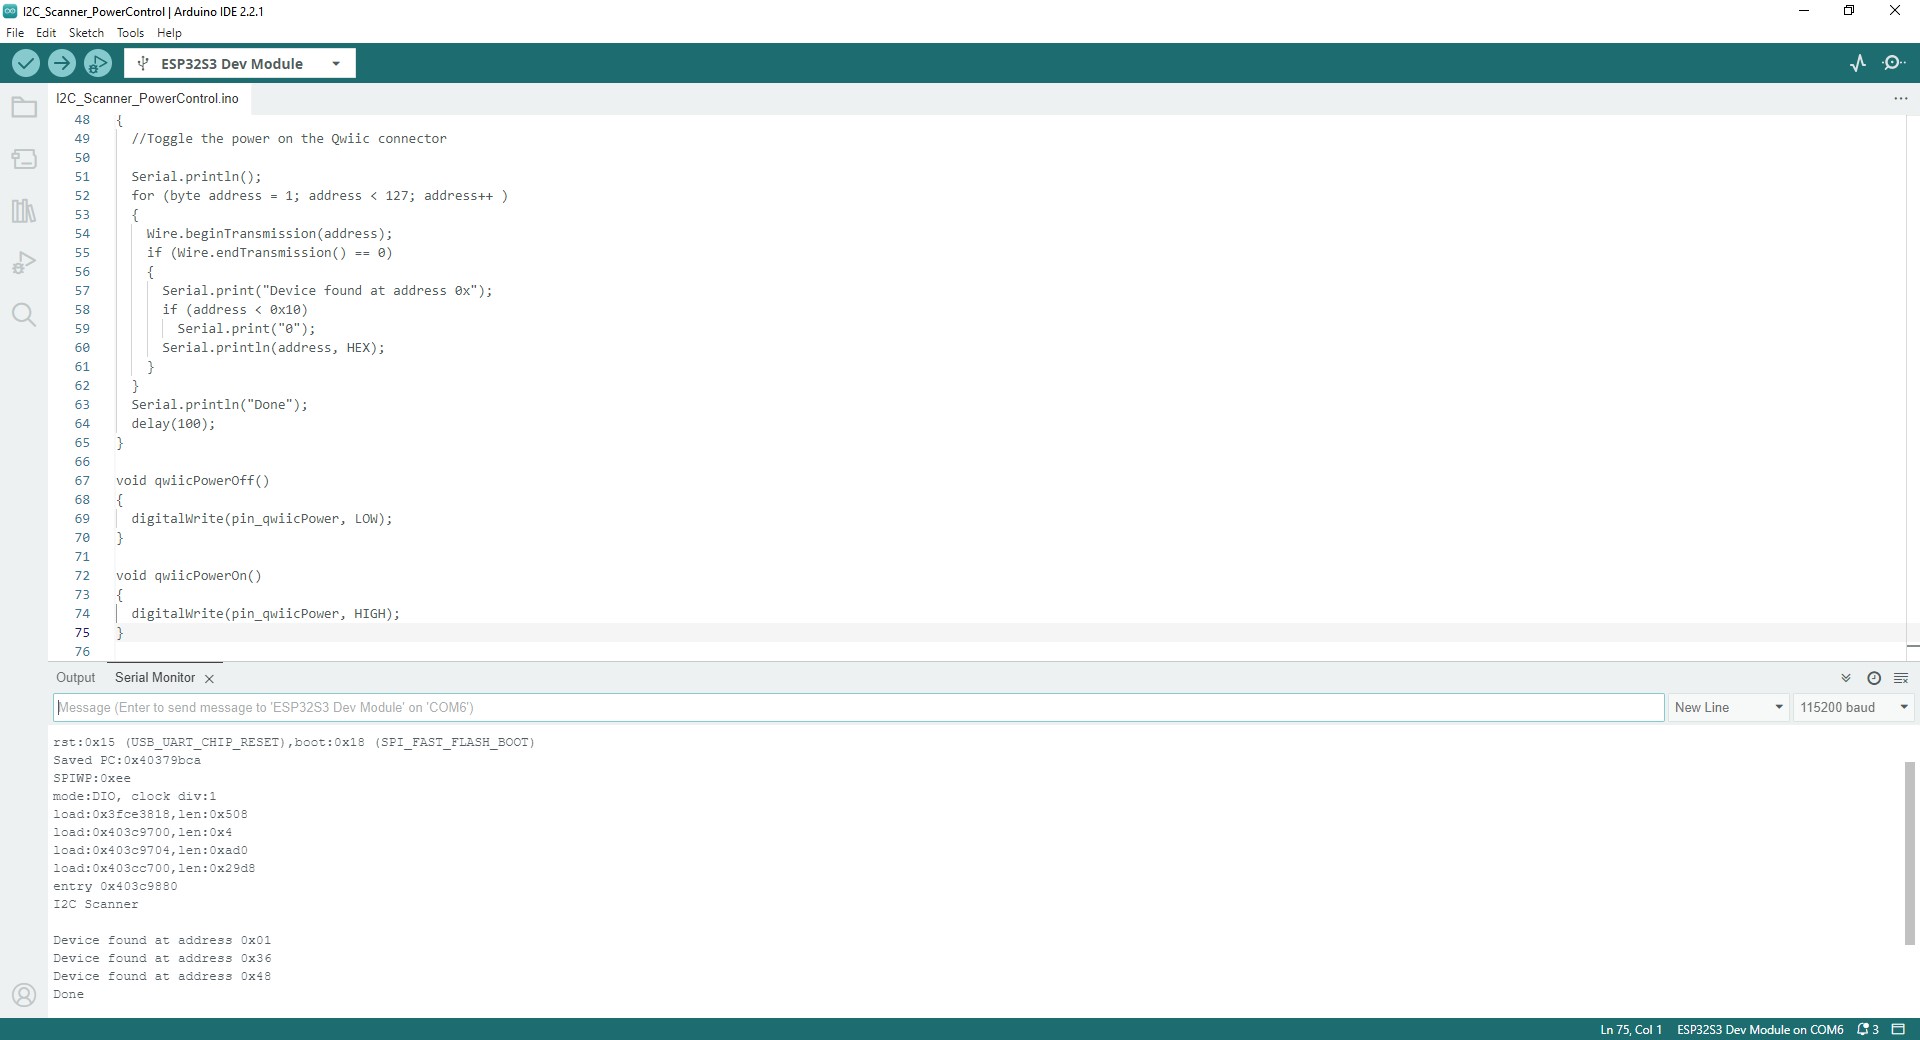 I2C_Scanner_PowerControl | Arduino IDE 2.2.1
File Edit Sketch Tools Help
ESP32S3 Dev Module
I2C_Scanner_PowerControl.ino
48 {
49 //Toggle the power on the Qwiic connector
50
51 Serial.println();
52 for (byte address = 1; address < 127; address++ )
53 {
54 Wire.beginTransmission(address);
55 if (Wire.endTransmission() == 0)
56 {
57 Serial.print("Device found at address 0x");
58 if (address < 0x10)
59 Serial.print("0");
60 Serial.println(address, HEX);
61 }
62 }
63 Serial.println("Done");
64 delay(100);
65 }
66
67 void qwiicPowerOff()
68 {
69 digitalWrite(pin_qwiicPower, LOW);
70 }
71
72 void qwiicPowerOn()
73 {
74 digitalWrite(pin_qwiicPower, HIGH);
75 }
76
Output Serial Monitor
Message (Enter to send message to 'ESP32S3 Dev Module' on 'COM6') New Line 115200 baud
rst:0x15 (USB_UART_CHIP_RESET),boot:0x18 (SPI_FAST_FLASH_BOOT)
Saved PC:0x40379bca
SPIWP:0xee
mode:DIO, clock div:1
load:0x3fce3818,len:0x508
load:0x403c9700,len:0x4
load:0x403c9704,len:0xad0
load:0x403cc700,len:0x29d8
entry 0x403c9880
I2C Scanner
Device found at address 0x01
Device found at address 0x36
Device found at address 0x48
Done
Ln 75, Col 1 ESP32S3 Dev Module on COM6 3